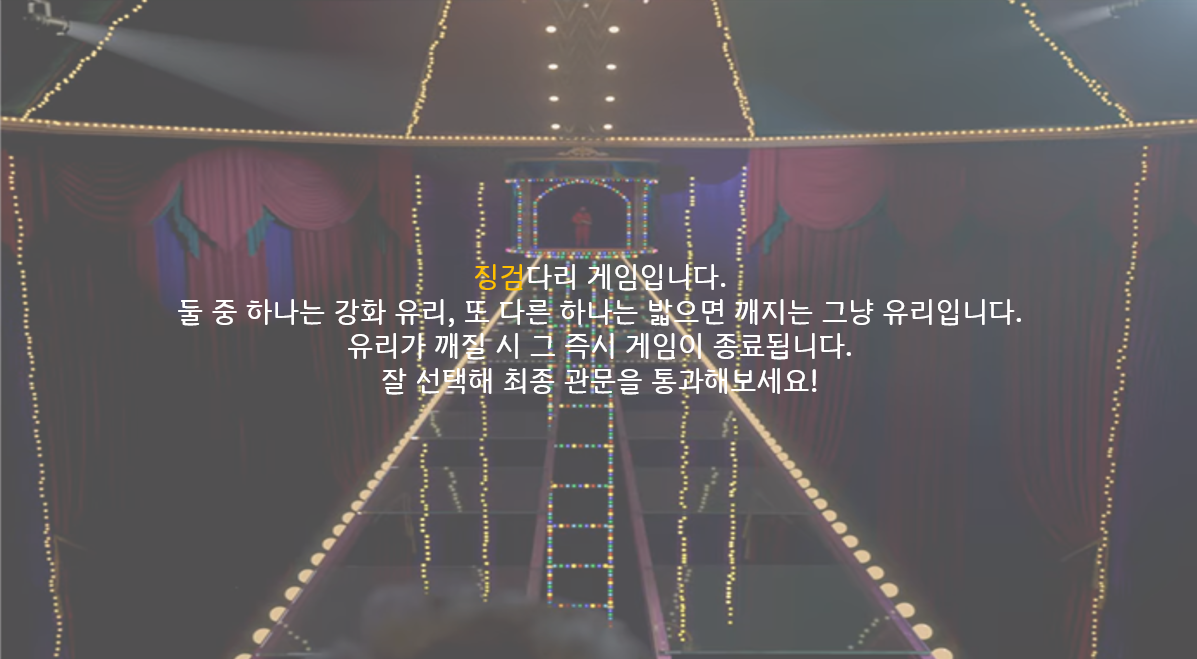 징검다리 게임입니다.
둘 중 하나는 강화 유리, 또 다른 하나는 밟으면 깨지는 그냥 유리입니다.
유리가 깨질 시 그 즉시 게임이 종료됩니다.
잘 선택해 최종 관문을 통과해보세요!